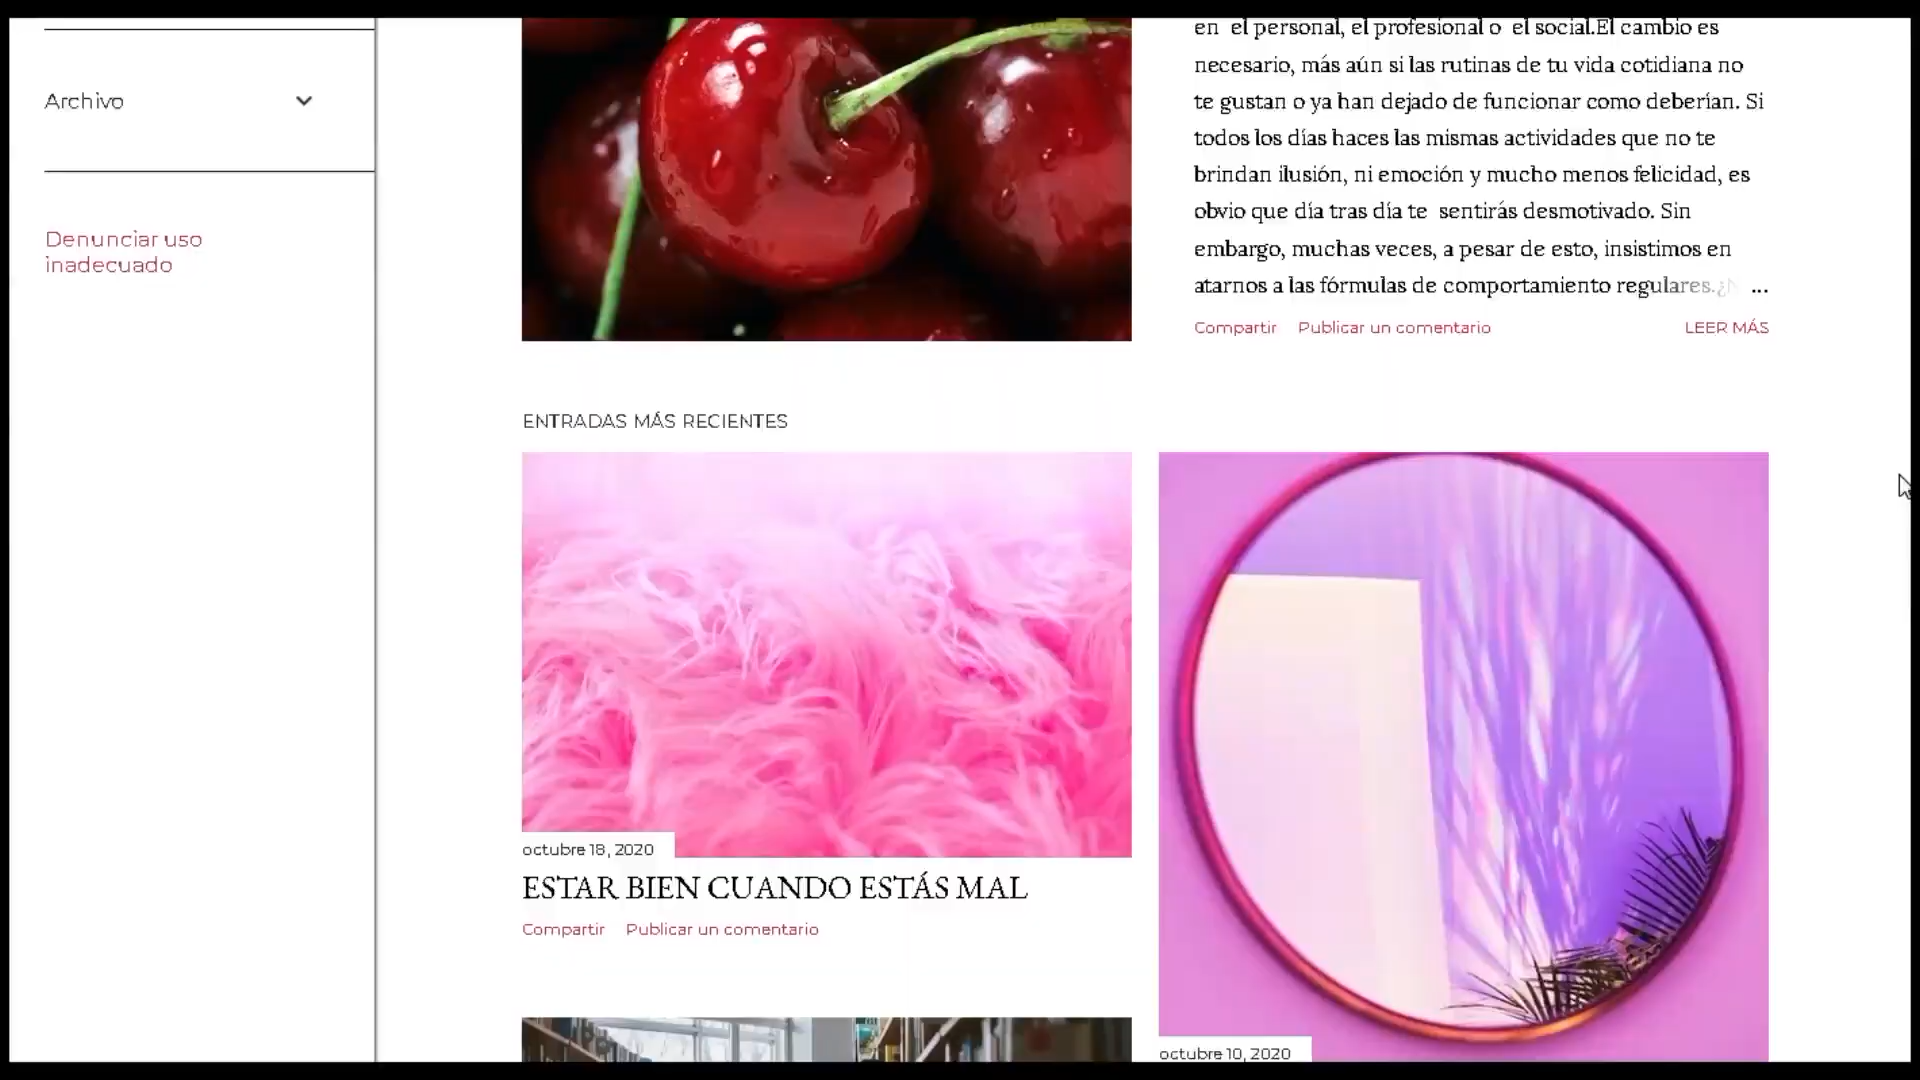 Archivo
Denunciar uso
inadecuado
en el personal, el profesional o el social.El cambio es
necesario, más aún si las rutinas de tu vida cotidiana no
te gustan o ya han dejado de funcionar como deberían. Si
todos los días haces las mismas actividades que no te
brindan ilusión, ni emoción y mucho menos felicidad, es
obvio que día tras día te sentirás desmotivado. Sin
embargo, muchas veces, a pesar de esto, insistimos en
atarnos a las fórmulas de comportamiento regulares.¿N ...
Compartir Publicar un comentario LEER MÁS
ENTRADAS MÁS RECIENTES
octubre 18, 2020
ESTAR BIEN CUANDO ESTÁS MAL
Compartir Publicar un comentario
octubre 10, 2020